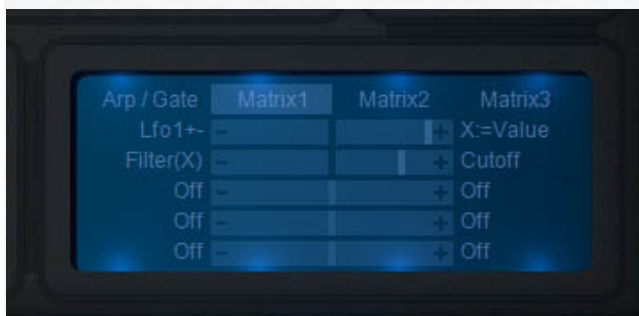 Arp / Gate Matrix1 Matrix2 Matrix3
Lfo1+- - + X:=Value
Filter(X) - + Cutoff
Off - + Off
Off - + Off
Off - + Off